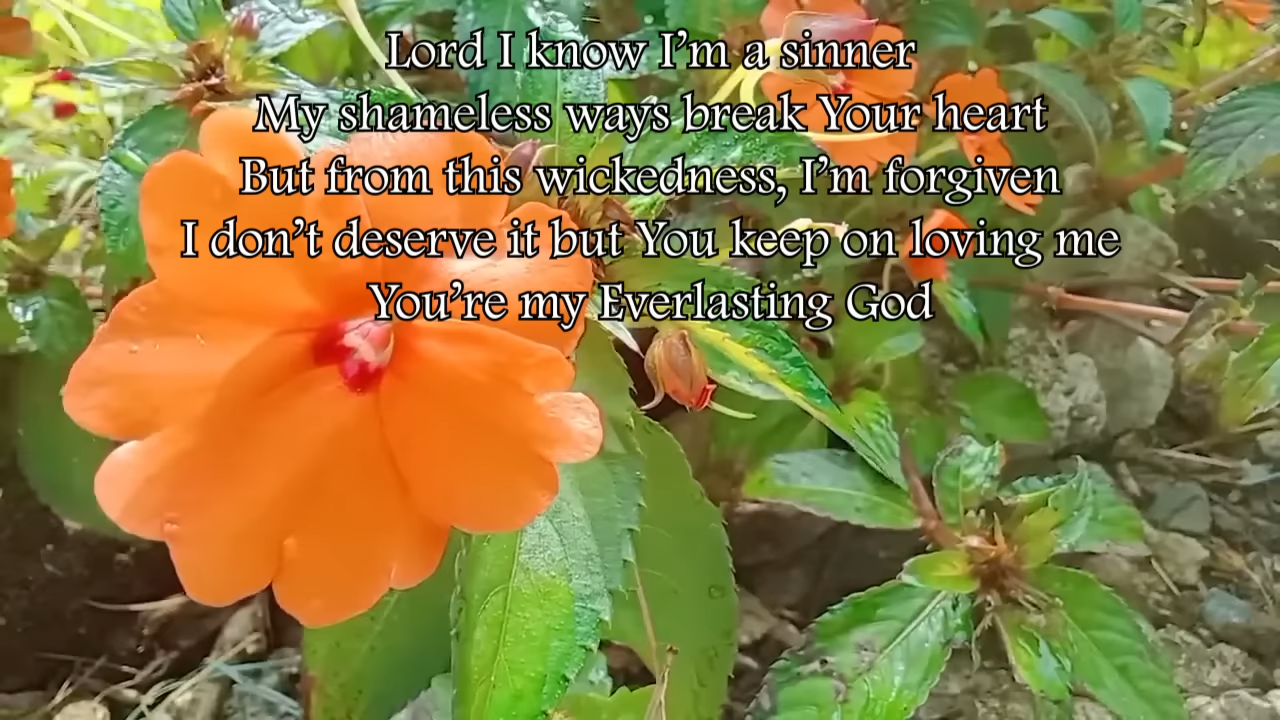 Lord I know I'm a sinner
My shameless ways break Your heart
But from this wickedness, I'm forgiven
I don't deserve it but You keep on loving me
You're my Everlasting God